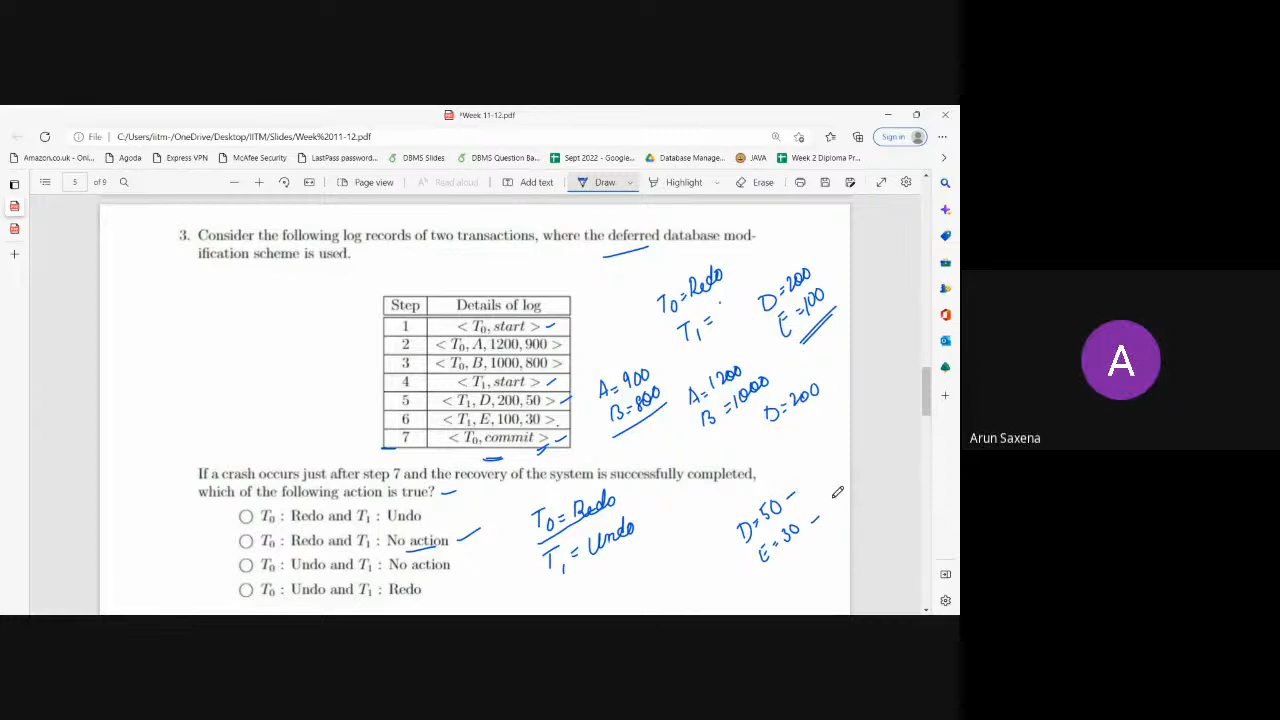 *Week 11-12.pdf
File C:/Users/iitm-/OneDrive/Desktop/IITM/Slides/Week%2011-12.pdf Sign in
Amazon.co.uk - Onl... Agoda Express VPN McAfee Security LastPass password... DBMS Slides DBMS Question Ba... Sept 2022 - Google... Database Manage... JAVA Week 2 Diploma Pr...
5 of 9 Page view Read aloud Add text Draw Highlight Erase
3. Consider the following log records of two transactions, where the deferred database mod-
ification scheme is used.
Step Details of log
1 < T0, start >
2 < T0, A, 1200, 900 >
3 < T0, B, 1000, 800 >
4 < T1, start >
5 < T1, D, 200, 50 >
6 < T1, E, 100, 30 >
7 < T0, commit >
T0 = Redo
T1 =
D = 200
E = 100
A = 900
B = 800
A = 1200
B = 1000
D = 200
If a crash occurs just after step 7 and the recovery of the system is successfully completed,
which of the following action is true?
T0 : Redo and T1 : Undo
T0 : Redo and T1 : No action
T0 : Undo and T1 : No action
T0 : Undo and T1 : Redo
T0 = Redo
T1 = Undo
D = 50
E = 30
A
Arun Saxena